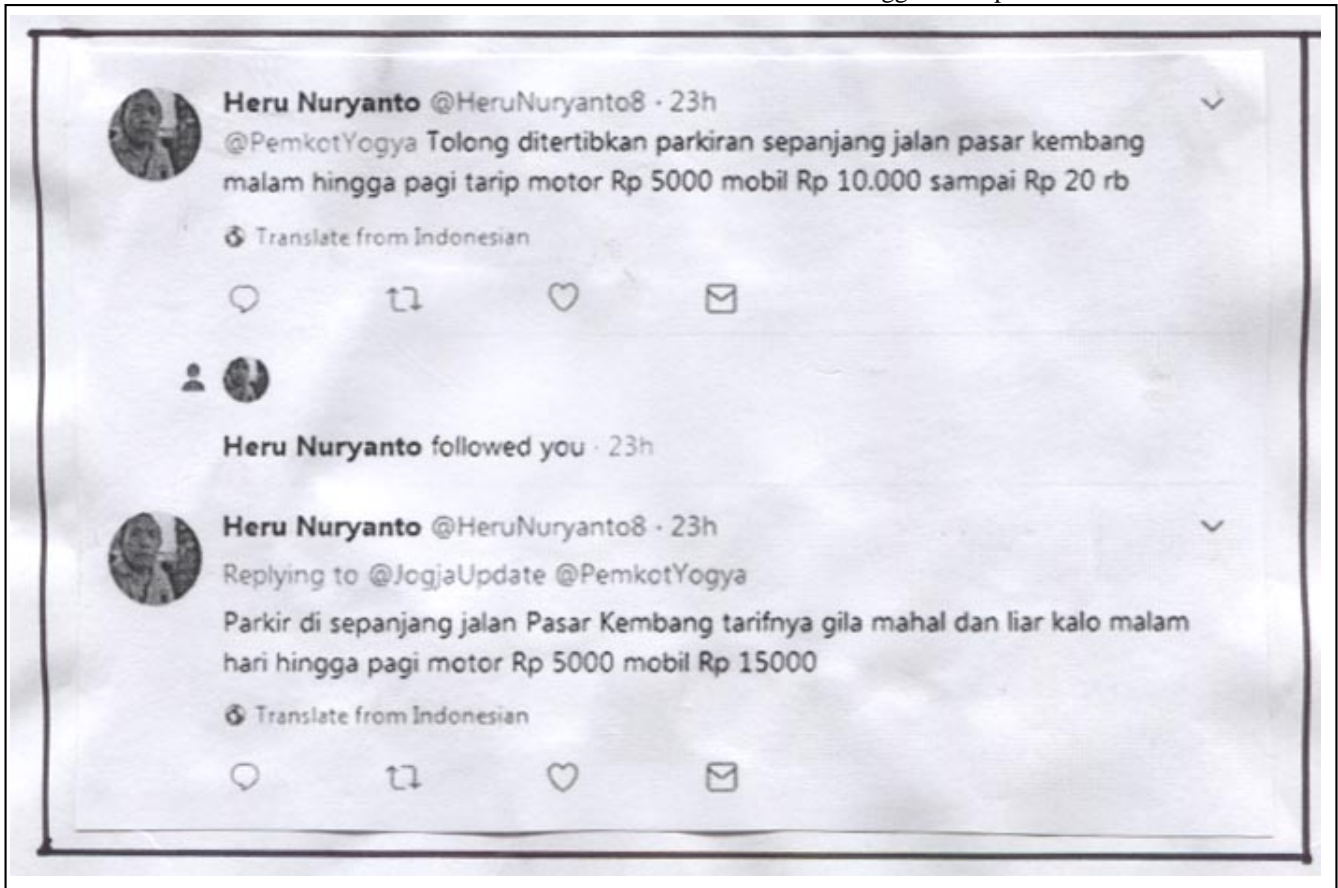 Heru Nuryanto @HeruNuryanto8 · 23h
@PemkotYogya Tolong ditertibkan parkiran sepanjang jalan pasar kembang
malam hingga pagi tarip motor Rp 5000 mobil Rp 10.000 sampai Rp 20 rb
Translate from Indonesian
Heru Nuryanto followed you · 23h
Heru Nuryanto @HeruNuryanto8 · 23h
Replying to @JogjaUpdate @PemkotYogya
Parkir di sepanjang jalan Pasar Kembang tarifnya gila mahal dan liar kalo malam
hari hingga pagi motor Rp 5000 mobil Rp 15000
Translate from Indonesian